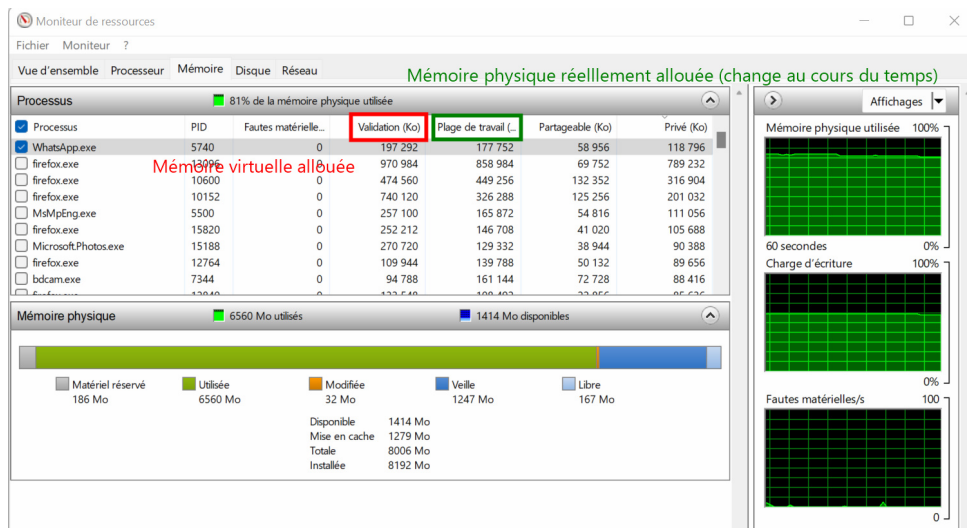 Moniteur de ressources
Fichier Moniteur ?
Vue d'ensemble Processeur Mémoire Disque Réseau
Mémoire physique réelllement allouée (change au cours du temps)
Processus 81% de la mémoire physique utilisée
Processus PID Fautes matérielle... Validation (Ko) Plage de travail (... Partageable (Ko) Privé (Ko)
WhatsApp.exe 5740 0 197 292 177 752 58 956 118 796
Mémoire virtuelle allouée
firefox.exe 13096 0 970 984 858 984 69 752 789 232
firefox.exe 10600 0 474 560 449 256 132 352 316 904
firefox.exe 10152 0 740 120 326 288 125 256 201 032
MsMpEng.exe 5500 0 257 100 165 872 54 816 111 056
firefox.exe 15820 0 252 212 146 708 41 020 105 688
Microsoft.Photos.exe 15188 0 270 720 129 332 38 944 90 388
firefox.exe 12764 0 109 944 139 788 50 132 89 656
bdcam.exe 7344 0 94 788 161 144 72 728 88 416
Mémoire physique 6560 Mo utilisés 1414 Mo disponibles
Matériel réservé Utilisée Modifiée Veille Libre
186 Mo 6560 Mo 32 Mo 1247 Mo 167 Mo
Disponible 1414 Mo
Mise en cache 1279 Mo
Totale 8006 Mo
Installée 8192 Mo
Affichages
Mémoire physique utilisée 100%
60 secondes 0%
Charge d'écriture 100%
0%
Fautes matérielles/s 100
0